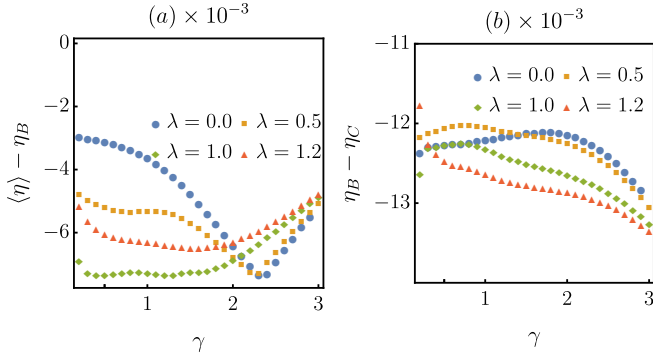 (a) × 10⁻³
0
−2
−4
−6
⟨η⟩ − η_B
λ = 0.0
λ = 0.5
λ = 1.0
λ = 1.2
1
2
3
γ
(b) × 10⁻³
−11
−12
−13
η_B − η_C
λ = 0.0
λ = 0.5
λ = 1.0
λ = 1.2
1
2
3
γ